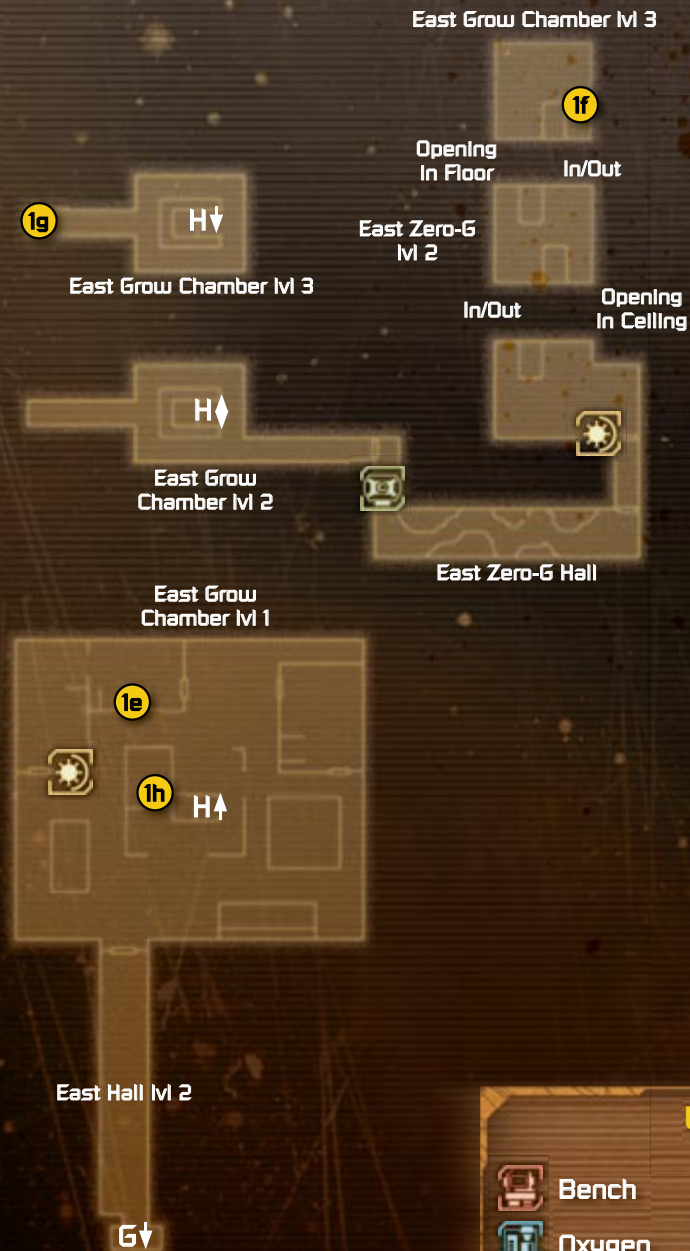 East Grow Chamber lvl 3
1f
Opening
In Floor
In/Out
1g
H
East Zero-G
lvl 2
East Grow Chamber lvl 3
In/Out
Opening
in Ceiling
H
East Grow
Chamber lvl 2
East Zero-G Hall
East Grow
Chamber lvl 1
1e
1h
H
East Hall lvl 2
Bench
G
Oxygen